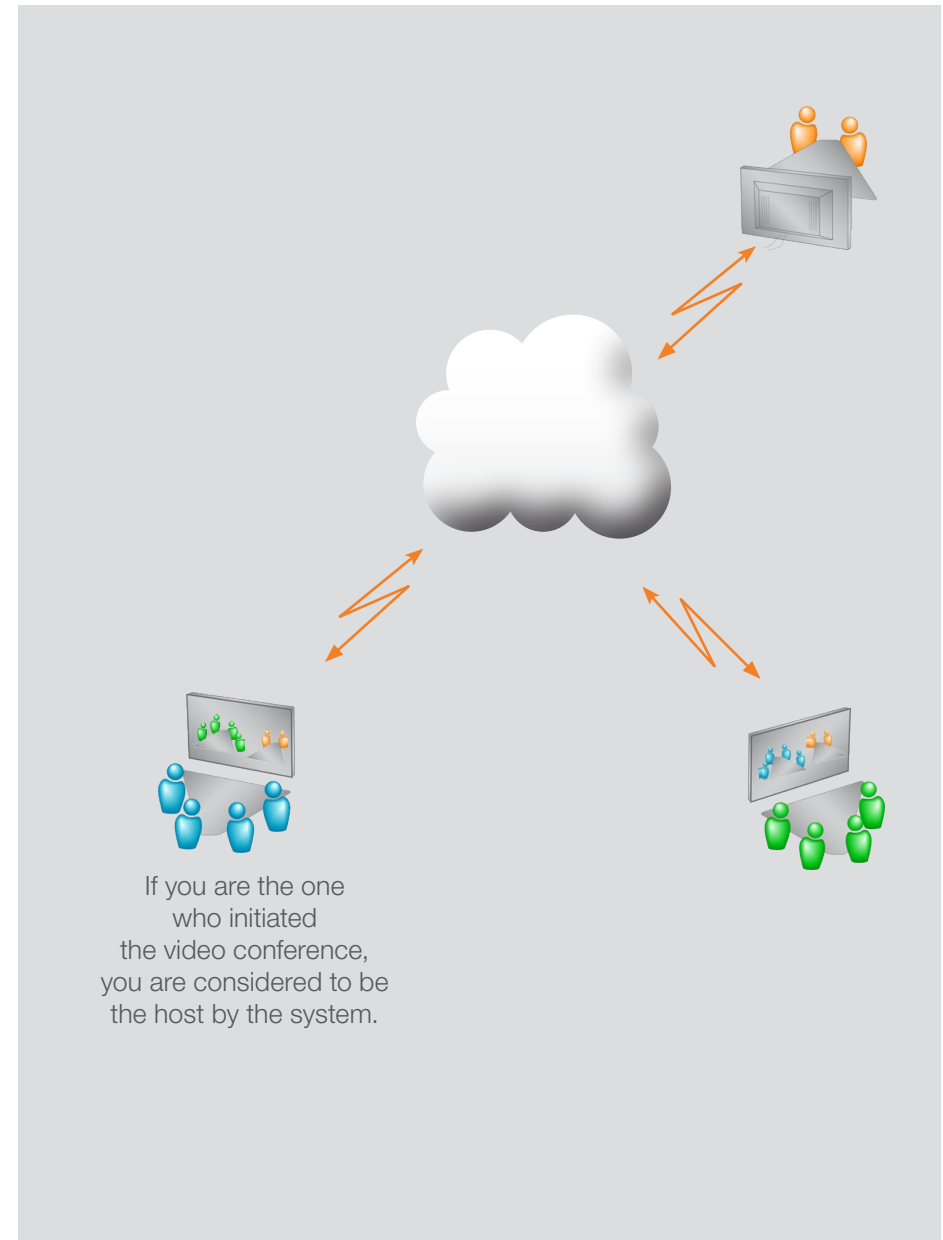 If you are the one
who initiated
the video conference,
you are considered to be
the host by the system.